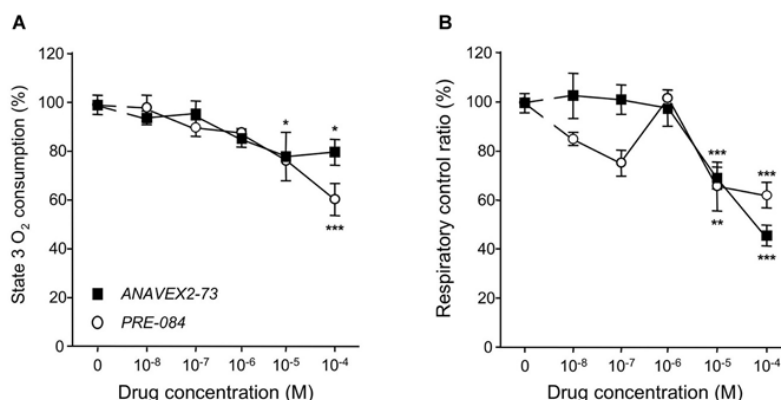 A
State 3 O₂ consumption (%)
120
100
80
60
40
20
0
*
*
***
ANAVEX2-73
PRE-084
0 10⁻⁸ 10⁻⁷ 10⁻⁶ 10⁻⁵ 10⁻⁴
Drug concentration (M)
B
Respiratory control ratio (%)
120
100
80
60
40
20
0
***
***
**
***
0 10⁻⁸ 10⁻⁷ 10⁻⁶ 10⁻⁵ 10⁻⁴
Drug concentration (M)